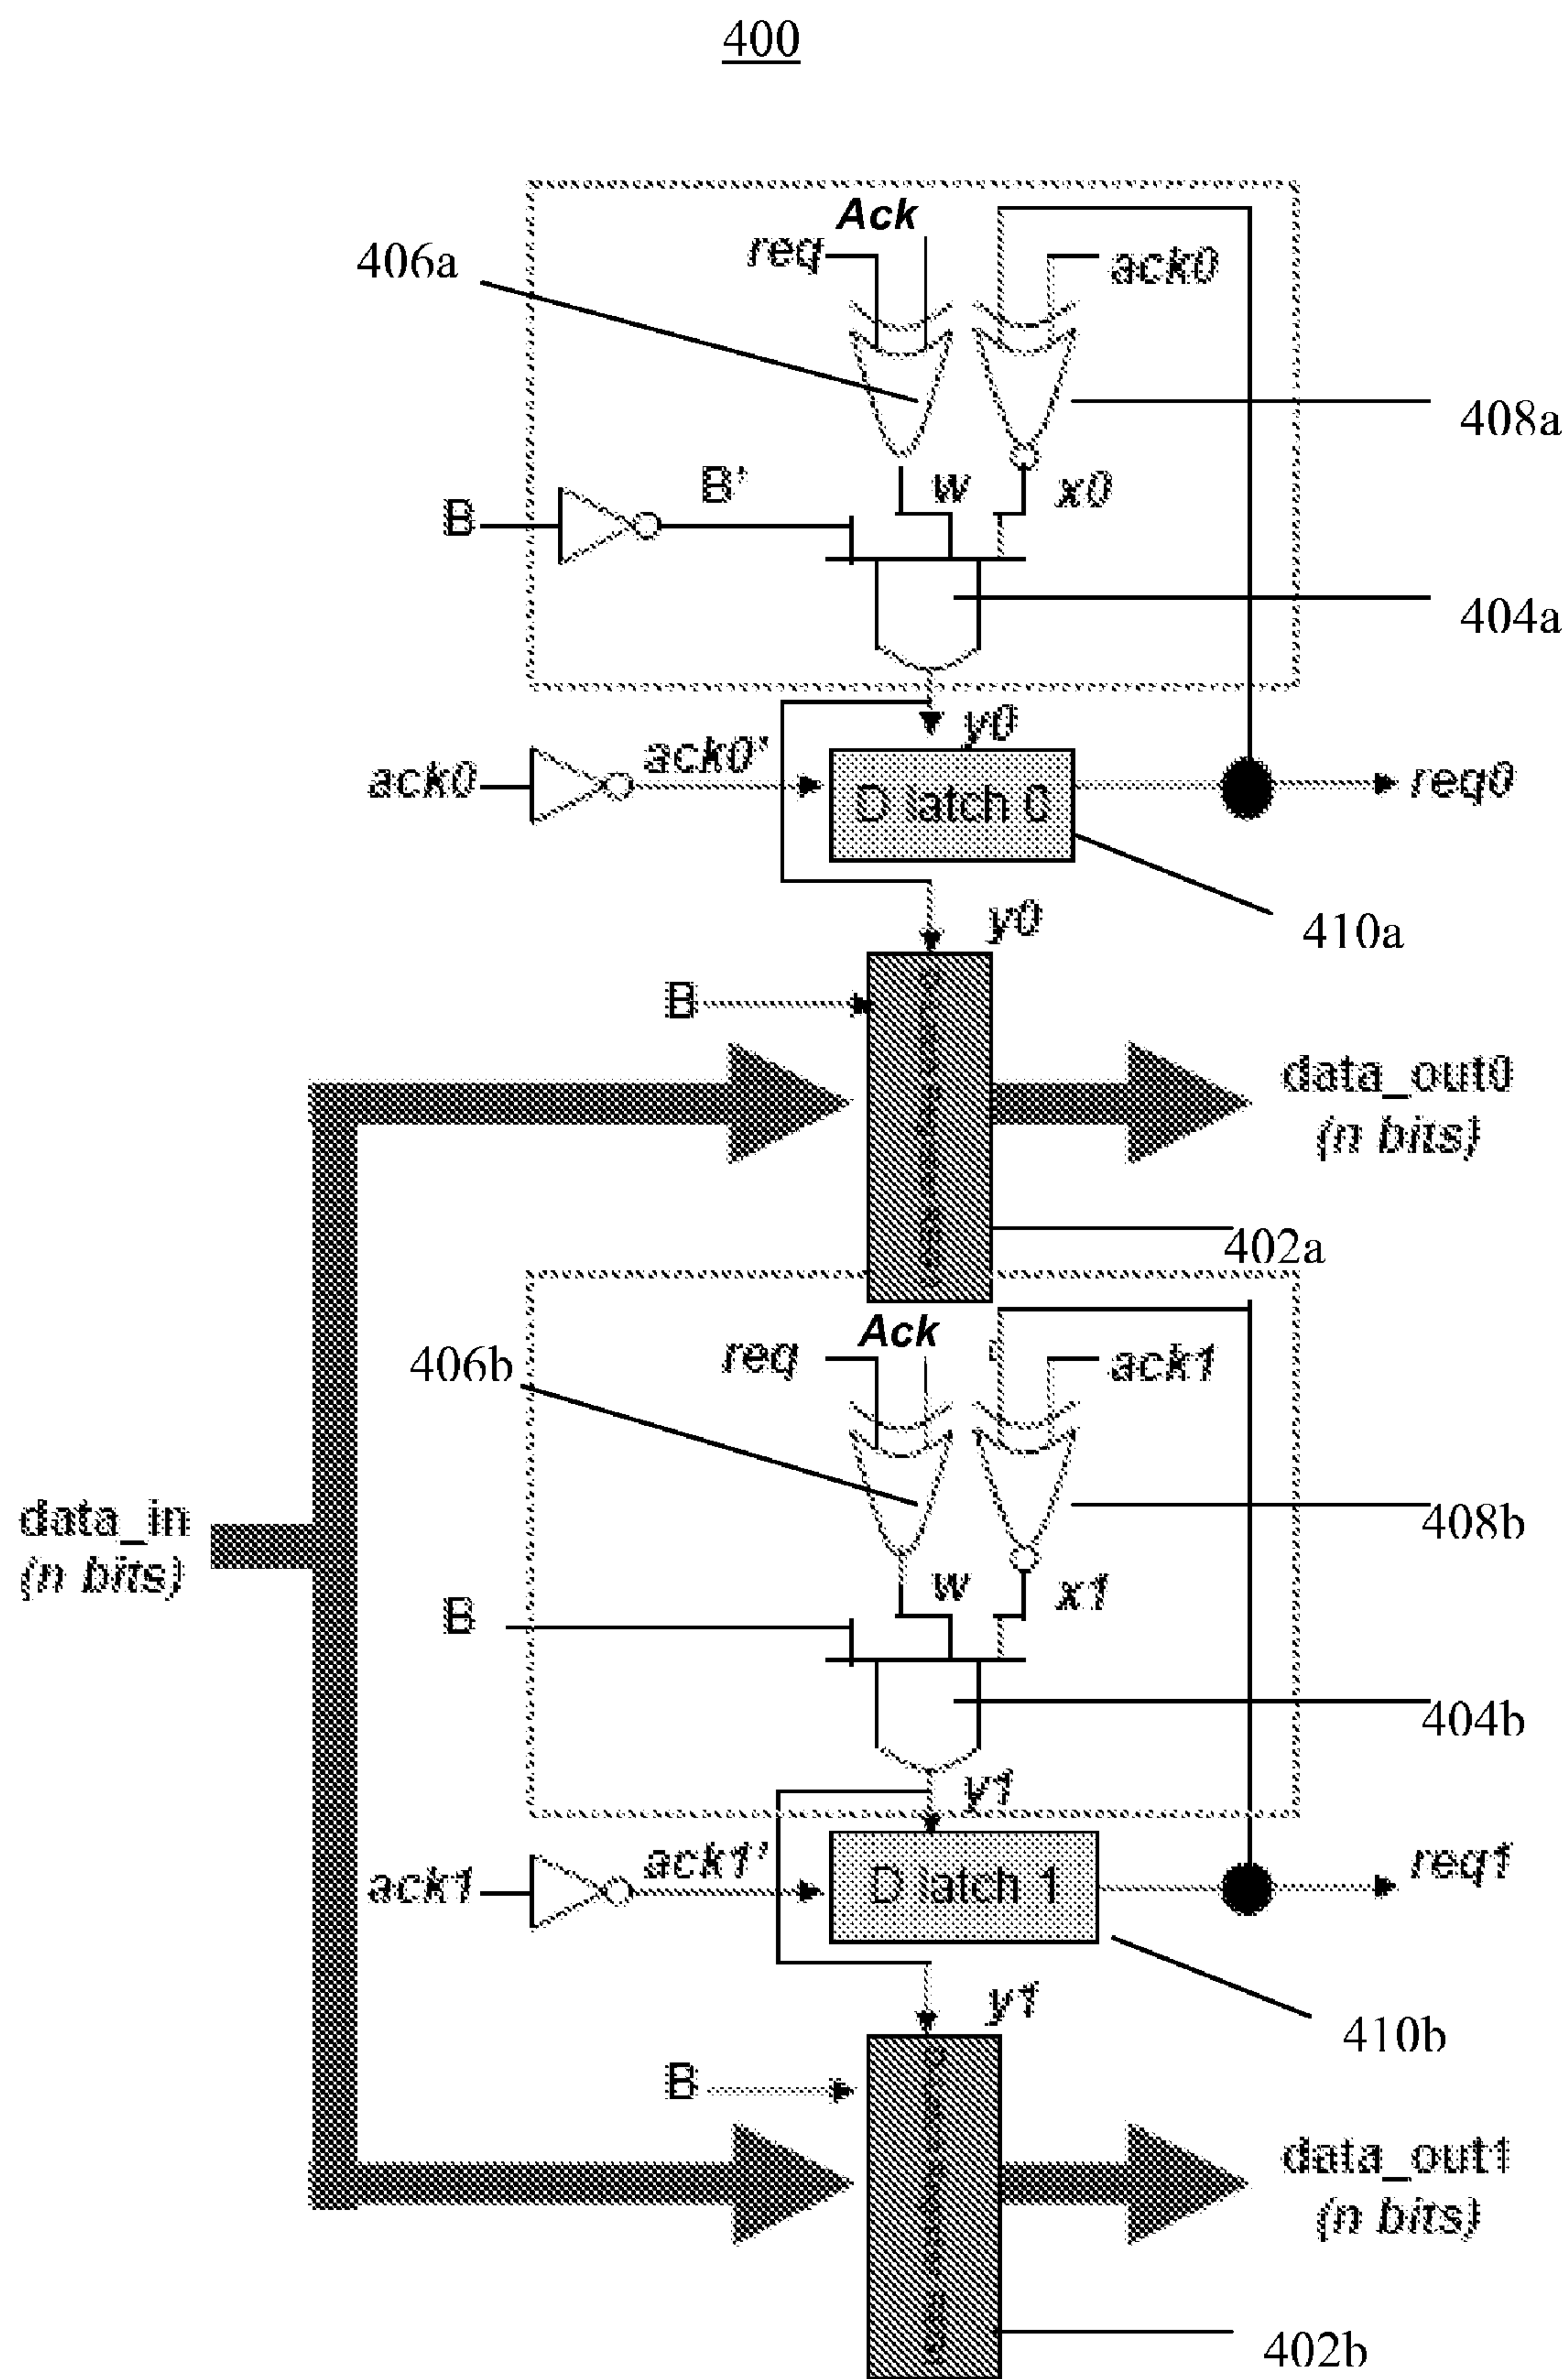 400
Ack
req
ack0
406a
408a
B
B'
w
x0
404a
y0
ack0
ack0'
D latch 0
req0
y0
410a
B
data_out0
(n bits)
402a
Ack
req
ack1
406b
408b
data_in
(n bits)
w
x1
B
404b
y1
ack1
ack1'
D latch 1
req1
y1
410b
B
data_out1
(n bits)
402b